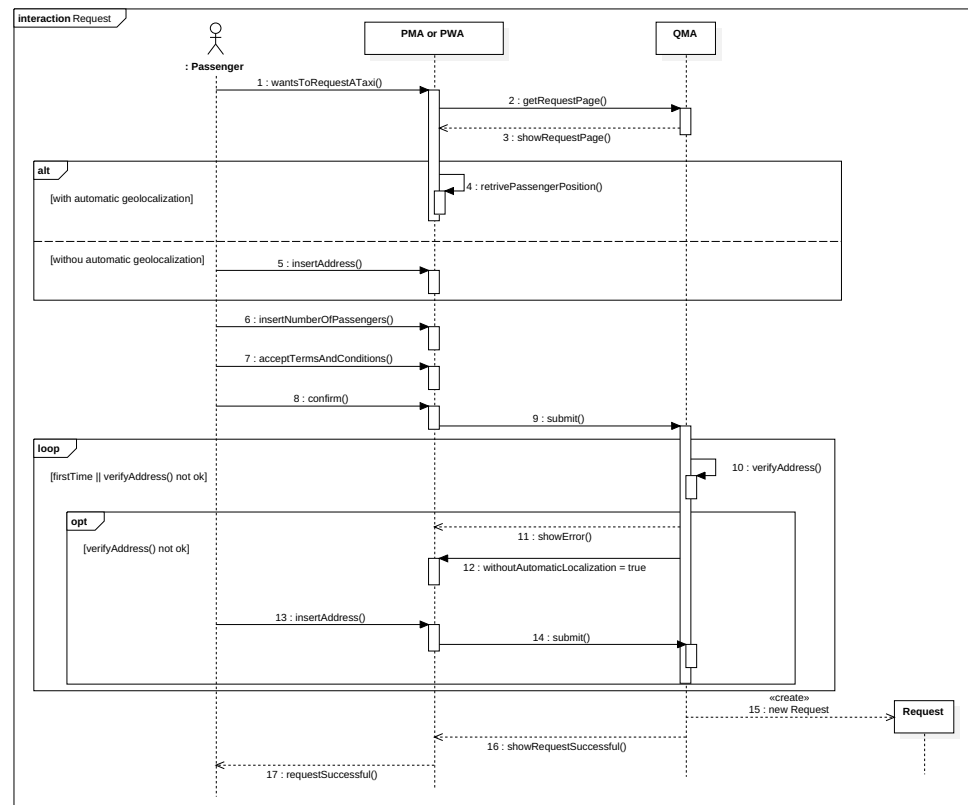 interaction Request
PMA or PWA
QMA
: Passenger
1 : wantsToRequestATaxi()
2 : getRequestPage()
3 : showRequestPage()
alt
[with automatic geolocalization]
4 : retrivePassengerPosition()
[withou automatic geolocalization]
5 : insertAddress()
6 : insertNumberOfPassengers()
7 : acceptTermsAndConditions()
8 : confirm()
9 : submit()
loop
[firstTime || verifyAddress() not ok]
10 : verifyAddress()
opt
[verifyAddress() not ok]
11 : showError()
12 : withoutAutomaticLocalization = true
13 : insertAddress()
14 : submit()
«create»
15 : new Request
Request
16 : showRequestSuccessful()
17 : requestSuccessful()